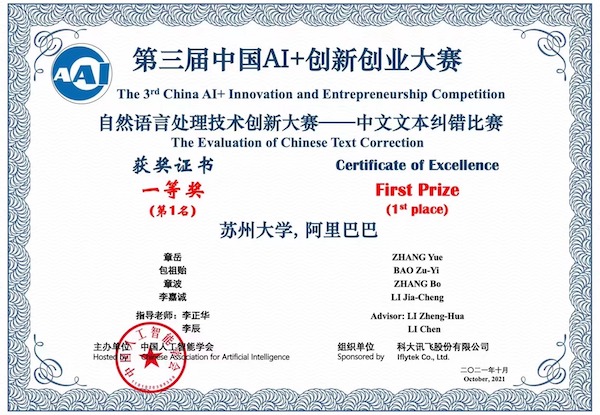 AAI
第三届中国AI+创新创业大赛
The 3rd China AI+ Innovation and Entrepreneurship Competition
自然语言处理技术创新大赛——中文文本纠错比赛
The Evaluation of Chinese Text Correction
获奖证书 Certificate of Excellence
一等奖 First Prize
(第1名) (1st place)
苏州大学, 阿里巴巴
章岳 ZHANG Yue
包祖贻 BAO Zu-Yi
章波 ZHANG Bo
李嘉诚 LI Jia-Cheng
指导老师: 李正华 Advisor: LI Zheng-Hua
李辰 LI Chen
主办单位 中国人工智能学会 组织单位 科大讯飞股份有限公司
Hosted by Chinese Association for Artificial Intelligence Sponsored by Iflytek Co., Ltd.
中国人工智能学会
二〇二一年十月
October, 2021